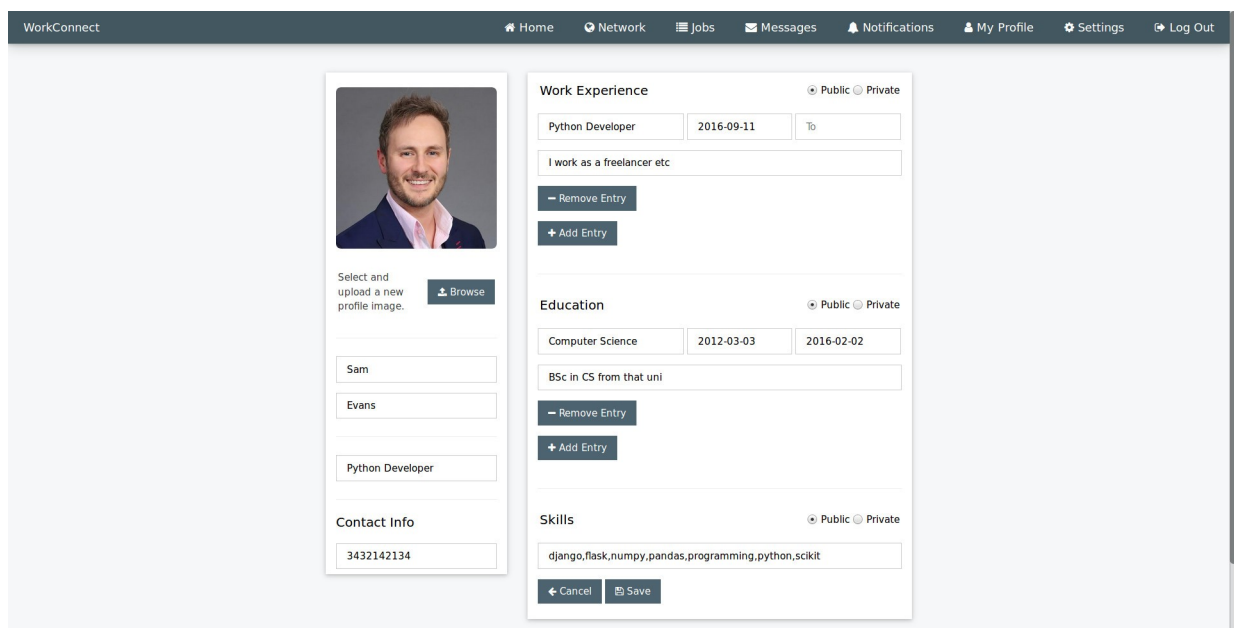 WorkConnect Home Network Jobs Messages Notifications My Profile Settings Log Out
Select and
upload a new
profile image.
Browse
Sam
Evans
Python Developer
Contact Info
3432142134
Work Experience Public Private
Python Developer 2016-09-11 To
I work as a freelancer etc
Remove Entry
Add Entry
Education Public Private
Computer Science 2012-03-03 2016-02-02
BSc in CS from that uni
Remove Entry
Add Entry
Skills Public Private
django,flask,numpy,pandas,programming,python,scikit
Cancel Save